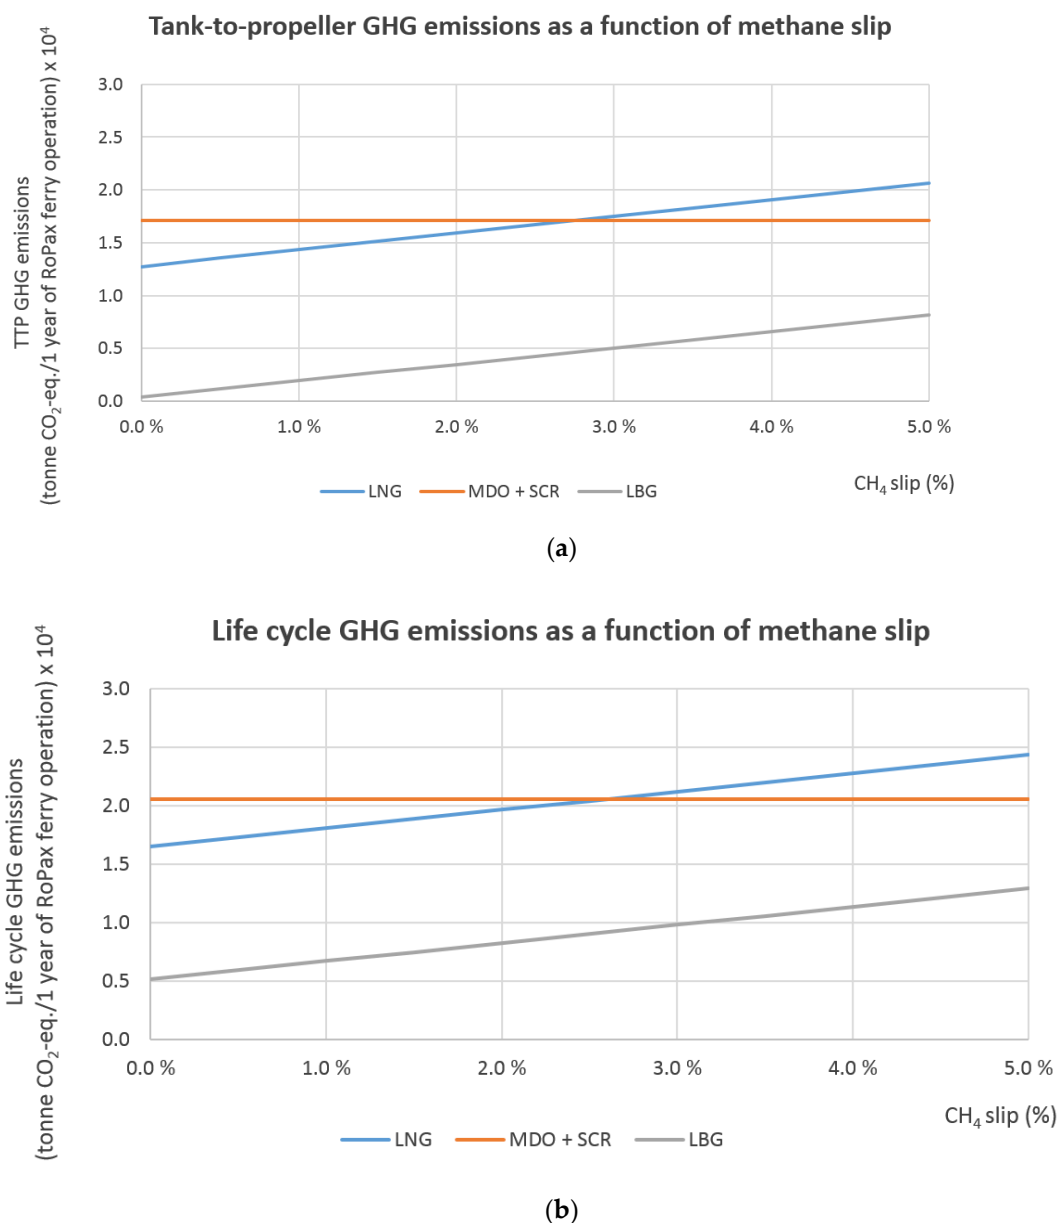 (a)
Tank-to-propeller GHG emissions as a function of methane slip
TTP GHG emissions
(tonne CO₂-eq./1 year of RoPax ferry operation) x 10⁴
3.0
2.5
2.0
1.5
1.0
0.5
0.0
0.0 % 1.0 % 2.0 % 3.0 % 4.0 % 5.0 %
CH₄ slip (%)
LNG MDO + SCR LBG
(a)
Life cycle GHG emissions as a function of methane slip
Life cycle GHG emissions
(tonne CO₂-eq./1 year of RoPax ferry operation) x 10⁴
3.0
2.5
2.0
1.5
1.0
0.5
0.0
0.0 % 1.0 % 2.0 % 3.0 % 4.0 % 5.0 %
CH₄ slip (%)
LNG MDO + SCR LBG
(b)